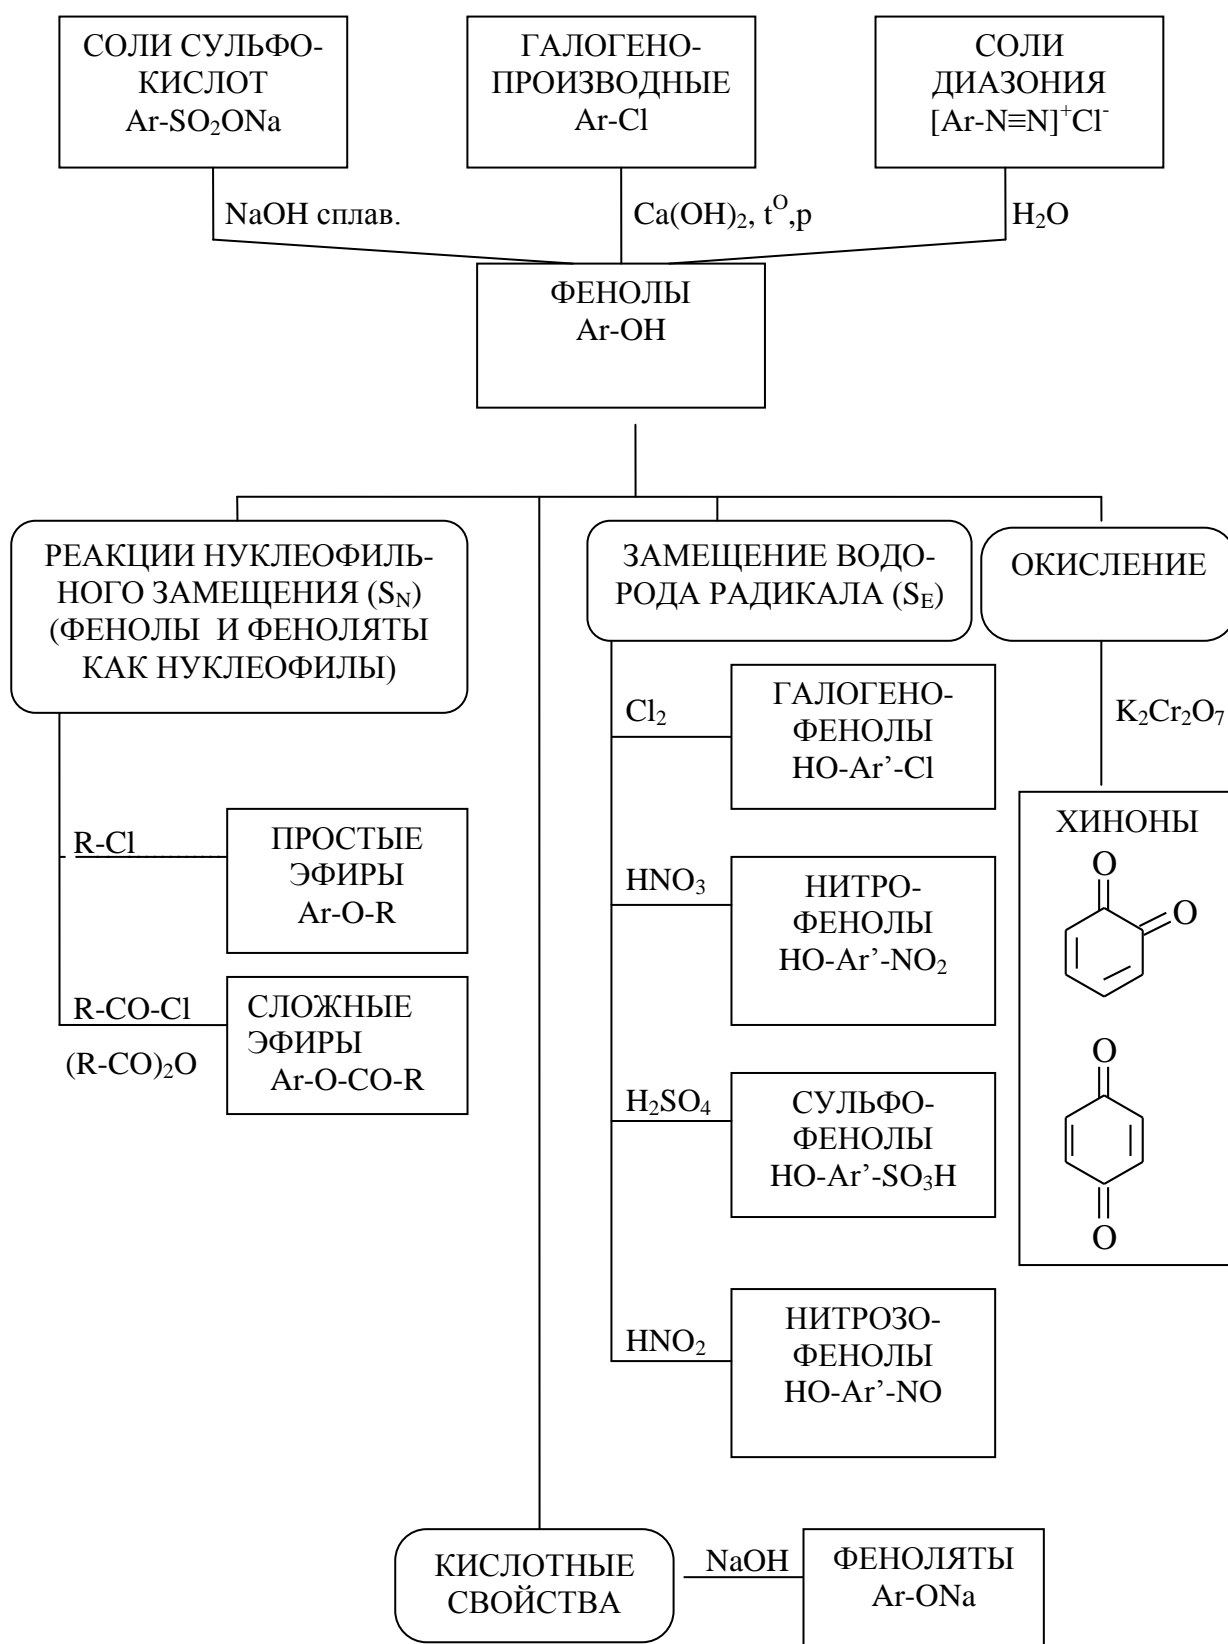 СОЛИ СУЛЬФО-
КИСЛОТ
Ar-SO₂ONa
ГАЛОГЕНО-
ПРОИЗВОДНЫЕ
Ar-Cl
СОЛИ
ДИАЗОНИЯ
[Ar-N≡N]⁺Cl⁻
NaOH сплав.
Ca(OH)₂, tᴼ,p
H₂O
ФЕНОЛЫ
Ar-OH
РЕАКЦИИ НУКЛЕОФИЛЬ-
НОГО ЗАМЕЩЕНИЯ (S_N)
(ФЕНОЛЫ И ФЕНОЛЯТЫ
КАК НУКЛЕОФИЛЫ)
R-Cl
ПРОСТЫЕ
ЭФИРЫ
Ar-O-R
R-CO-Cl
(R-CO)₂O
СЛОЖНЫЕ
ЭФИРЫ
Ar-O-CO-R
ЗАМЕЩЕНИЕ ВОДО-
РОДА РАДИКАЛА (S_E)
Cl₂
ГАЛОГЕНО-
ФЕНОЛЫ
HO-Ar’-Cl
HNO₃
НИТРО-
ФЕНОЛЫ
HO-Ar’-NO₂
H₂SO₄
СУЛЬФО-
ФЕНОЛЫ
HO-Ar’-SO₃H
HNO₂
НИТРОЗО-
ФЕНОЛЫ
HO-Ar’-NO
ОКИСЛЕНИЕ
K₂Cr₂O₇
ХИНОНЫ
O
O
O
O
КИСЛОТНЫЕ
СВОЙСТВА
NaOH
ФЕНОЛЯТЫ
Ar-ONa